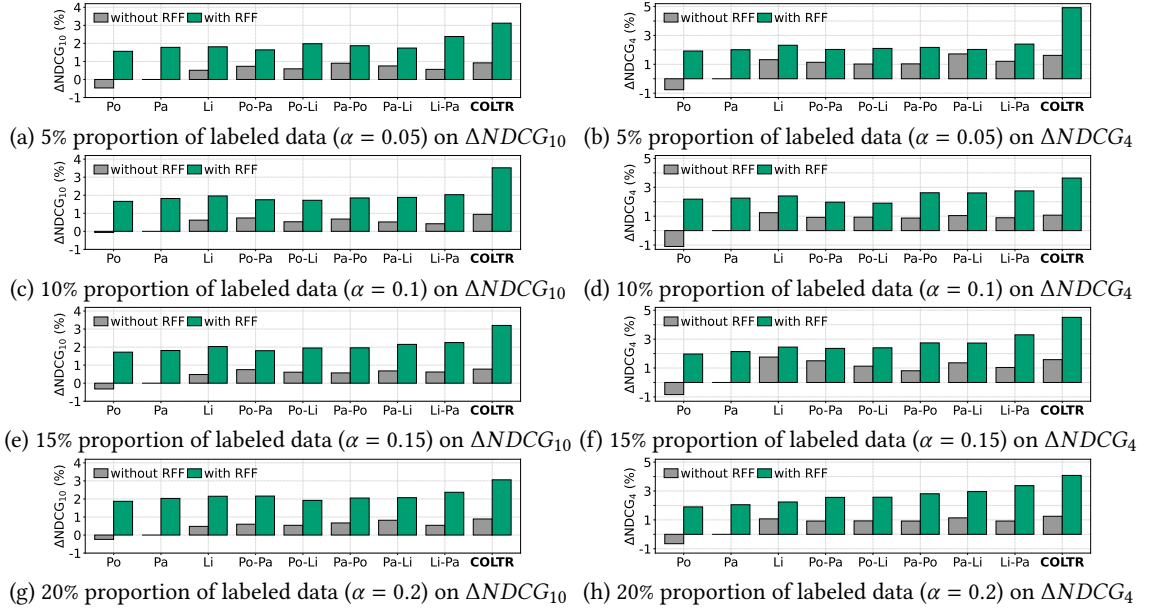 ΔNDCG10 (%)
4
3
2
1
0
-1
without RFF with RFF
Po Pa Li Po-Pa Po-Li Pa-Po Pa-Li Li-Pa COLTR
(a) 5% proportion of labeled data (α = 0.05) on ΔNDCG10
ΔNDCG4 (%)
5
3
1
-1
without RFF with RFF
Po Pa Li Po-Pa Po-Li Pa-Po Pa-Li Li-Pa COLTR
(b) 5% proportion of labeled data (α = 0.05) on ΔNDCG4
ΔNDCG10 (%)
4
3
2
1
0
-1
without RFF with RFF
Po Pa Li Po-Pa Po-Li Pa-Po Pa-Li Li-Pa COLTR
(c) 10% proportion of labeled data (α = 0.1) on ΔNDCG10
ΔNDCG4 (%)
5
3
1
-1
without RFF with RFF
Po Pa Li Po-Pa Po-Li Pa-Po Pa-Li Li-Pa COLTR
(d) 10% proportion of labeled data (α = 0.1) on ΔNDCG4
ΔNDCG10 (%)
4
3
2
1
0
-1
without RFF with RFF
Po Pa Li Po-Pa Po-Li Pa-Po Pa-Li Li-Pa COLTR
(e) 15% proportion of labeled data (α = 0.15) on ΔNDCG10
ΔNDCG4 (%)
5
3
1
-1
without RFF with RFF
Po Pa Li Po-Pa Po-Li Pa-Po Pa-Li Li-Pa COLTR
(f) 15% proportion of labeled data (α = 0.15) on ΔNDCG4
ΔNDCG10 (%)
4
3
2
1
0
-1
without RFF with RFF
Po Pa Li Po-Pa Po-Li Pa-Po Pa-Li Li-Pa COLTR
(g) 20% proportion of labeled data (α = 0.2) on ΔNDCG10
ΔNDCG4 (%)
5
3
1
-1
without RFF with RFF
Po Pa Li Po-Pa Po-Li Pa-Po Pa-Li Li-Pa COLTR
(h) 20% proportion of labeled data (α = 0.2) on ΔNDCG4